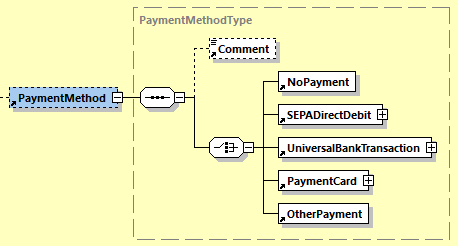 PaymentMethodType
Comment
PaymentMethod
NoPayment
SEPADirectDebit
UniversalBankTransaction
PaymentCard
OtherPayment